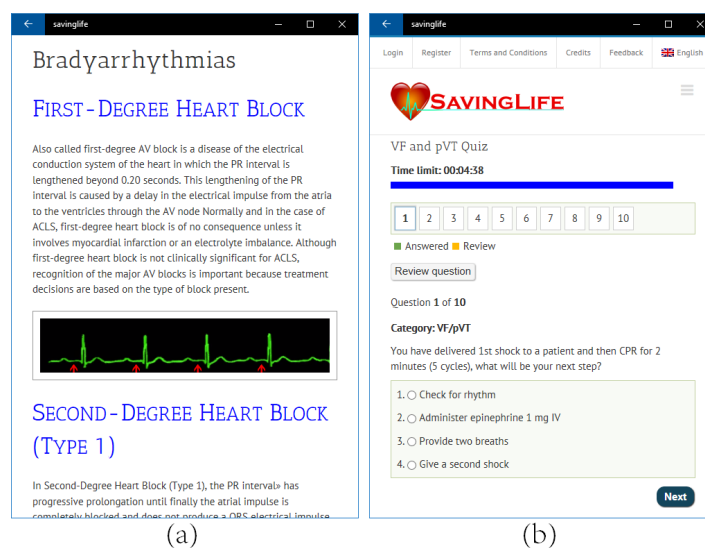 savinglife
Bradyarrhythmias
First-Degree Heart Block
Also called first-degree AV block is a disease of the electrical
conduction system of the heart in which the PR interval is
lengthened beyond 0.20 seconds. This lengthening of the PR
interval is caused by a delay in the electrical impulse from the atria
to the ventricles through the AV node Normally and in the case of
ACLS, first-degree heart block is of no consequence unless it
involves myocardial infarction or an electrolyte imbalance. Although
first-degree heart block is not clinically significant for ACLS,
recognition of the major AV blocks is important because treatment
decisions are based on the type of block present.
Second-Degree Heart Block
(Type 1)
In Second-Degree Heart Block (Type 1), the PR interval» has
progressive prolongation until finally the atrial impulse is
completely blocked and does not produce a QRS electrical impulse
(a)
savinglife
Login Register Terms and Conditions Credits Feedback English
SavingLife
VF and pVT Quiz
Time limit: 00:04:38
1 2 3 4 5 6 7 8 9 10
Answered Review
Review question
Question 1 of 10
Category: VF/pVT
You have delivered 1st shock to a patient and then CPR for 2
minutes (5 cycles), what will be your next step?
1. Check for rhythm
2. Administer epinephrine 1 mg IV
3. Provide two breaths
4. Give a second shock
Next
(b)